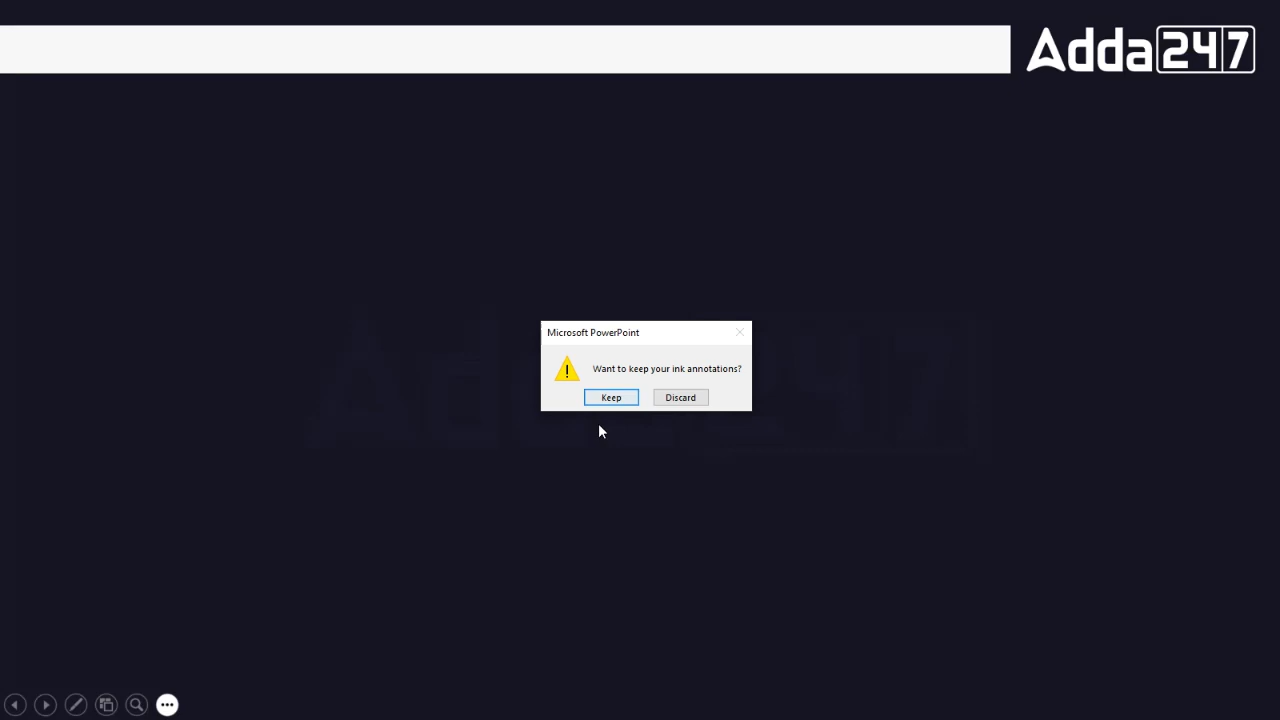 Adda247
Microsoft PowerPoint
Want to keep your ink annotations?
Keep
Discard